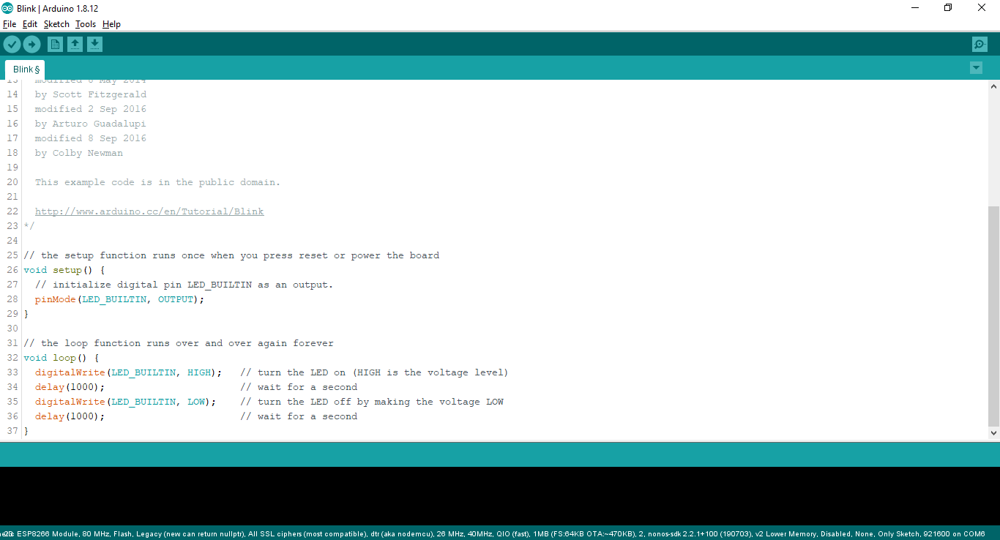 Blink | Arduino 1.8.12
File Edit Sketch Tools Help
Blink §
13 modified 8 May 2014
14 by Scott Fitzgerald
15 modified 2 Sep 2016
16 by Arturo Guadalupi
17 modified 8 Sep 2016
18 by Colby Newman
19
20 This example code is in the public domain.
21
22 http://www.arduino.cc/en/Tutorial/Blink
23 */
24
25 // the setup function runs once when you press reset or power the board
26 void setup() {
27 // initialize digital pin LED_BUILTIN as an output.
28 pinMode(LED_BUILTIN, OUTPUT);
29 }
30
31 // the loop function runs over and over again forever
32 void loop() {
33 digitalWrite(LED_BUILTIN, HIGH); // turn the LED on (HIGH is the voltage level)
34 delay(1000); // wait for a second
35 digitalWrite(LED_BUILTIN, LOW); // turn the LED off by making the voltage LOW
36 delay(1000); // wait for a second
37 }
ESP8266 Module, 80 MHz, Flash, Legacy (new can return nullptr), All SSL ciphers (most compatible), dtr (aka nodemcu), 26 MHz, 40MHz, QIO (fast), 1MB (FS:64KB OTA:~470KB), 2, nonos-sdk 2.2.1+100 (190703), v2 Lower Memory, Disabled, None, Only Sketch, 921600 on COM6